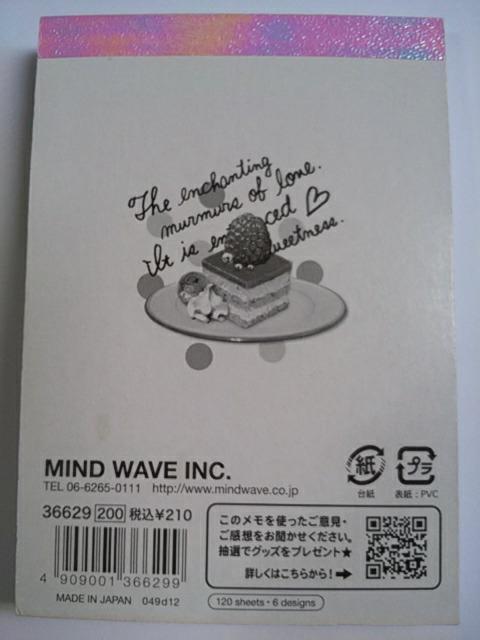 The enchanting
murmurs of love.
It is en ced
weetness.
MIND WAVE INC.
TEL 06-6265-0111 http://www.mindwave.co.jp
36629 200 税込¥210
4 909001 366299
MADE IN JAPAN 049d12
紙
台紙
プラ
表紙:PVC
このメモを使ったご意見・
ご感想をお聞かせください。
抽選でグッズをプレゼント★
詳しくはこちらから!
120 sheets・6 designs